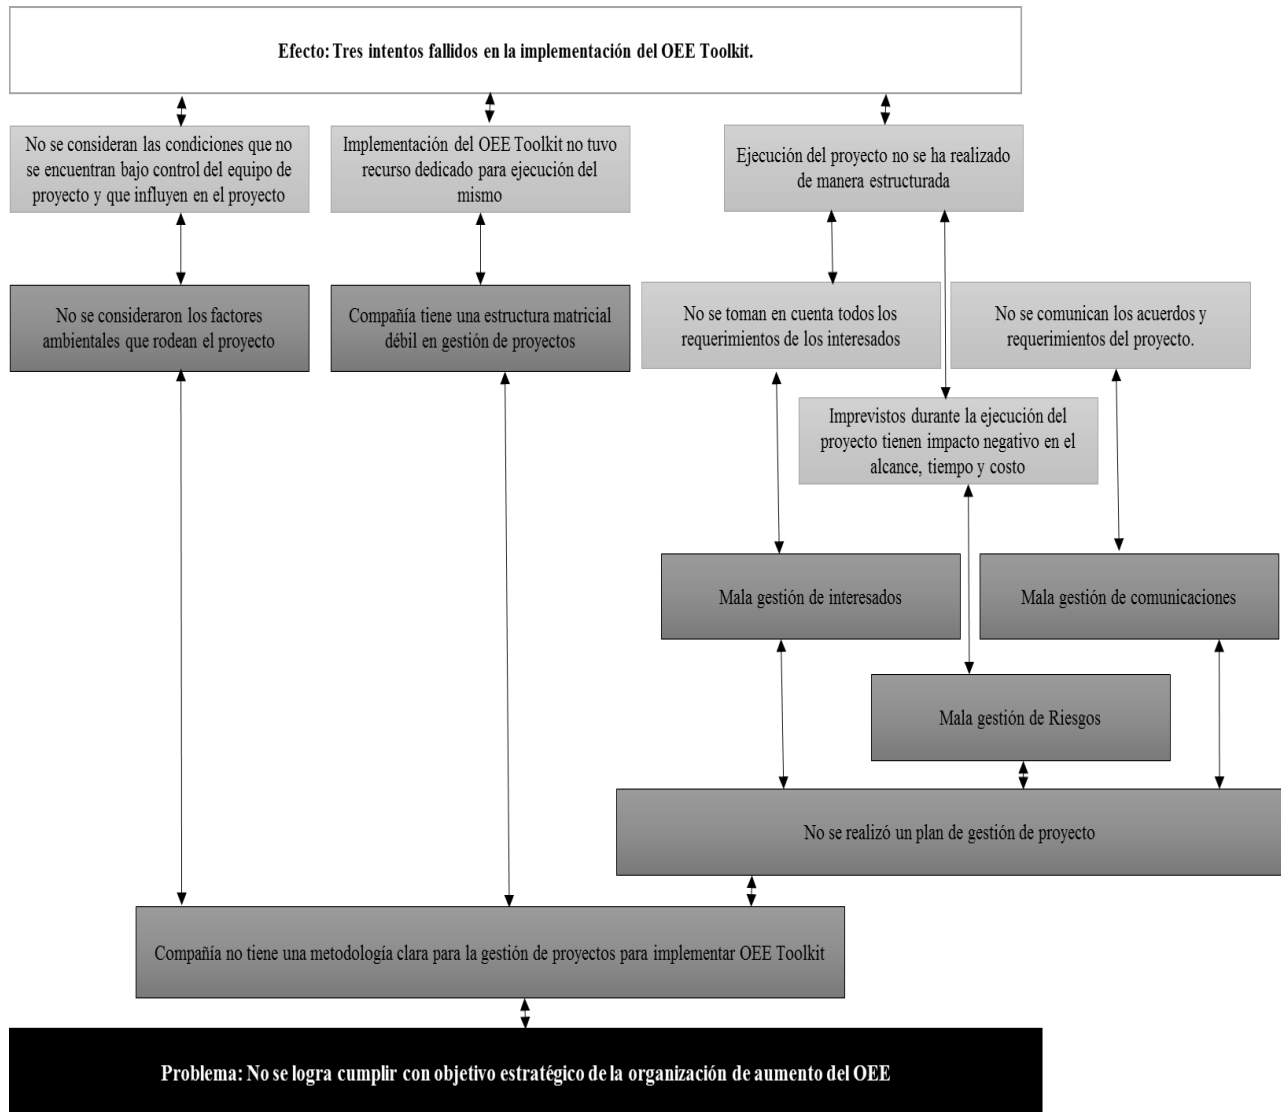 Efecto: Tres intentos fallidos en la implementación del OEE Toolkit.
No se consideran las condiciones que no
se encuentran bajo control del equipo de
proyecto y que influyen en el proyecto
Implementación del OEE Toolkit no tuvo
recurso dedicado para ejecución del
mismo
Ejecución del proyecto no se ha realizado
de manera estructurada
No se consideraron los factores
ambientales que rodean el proyecto
Compañía tiene una estructura matricial
débil en gestión de proyectos
No se toman en cuenta todos los
requerimientos de los interesados
No se comunican los acuerdos y
requerimientos del proyecto.
Imprevistos durante la ejecución del
proyecto tienen impacto negativo en el
alcance, tiempo y costo
Mala gestión de interesados
Mala gestión de comunicaciones
Mala gestión de Riesgos
No se realizó un plan de gestión de proyecto
Compañía no tiene una metodología clara para la gestión de proyectos para implementar OEE Toolkit
Problema: No se logra cumplir con objetivo estratégico de la organización de aumento del OEE